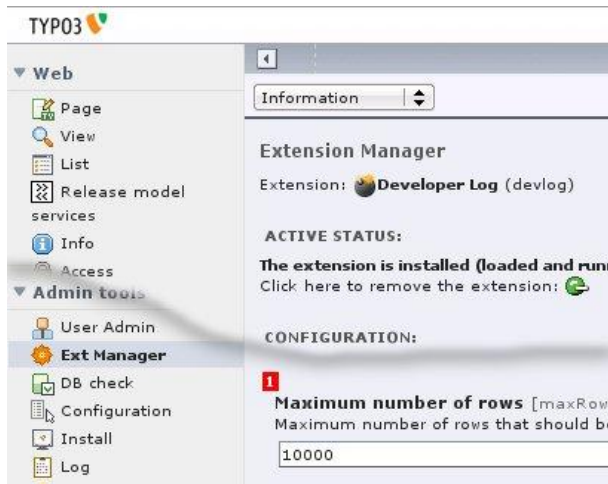 TYPO3
Web
Page
View
List
Release model
services
Info
Access
Admin tools
User Admin
Ext Manager
DB check
Configuration
Install
Log
Information
Extension Manager
Extension: Developer Log (devlog)
ACTIVE STATUS:
The extension is installed (loaded and
Click here to remove the extension:
CONFIGURATION:
1
Maximum number of rows [maxRow
Maximum number of rows that should
10000